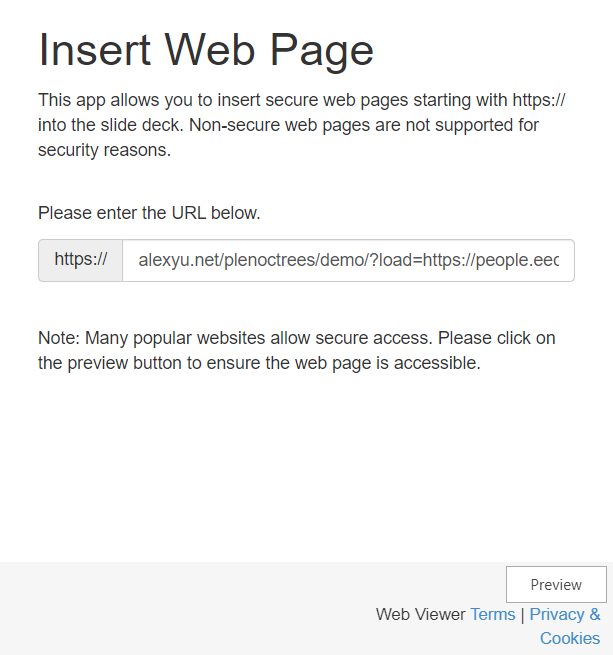 Insert Web Page
This app allows you to insert secure web pages starting with https://
into the slide deck. Non-secure web pages are not supported for
security reasons.
Please enter the URL below.
https:// alexyu.net/plenoctrees/demo/?load=https://people.eec
Note: Many popular websites allow secure access. Please click on
the preview button to ensure the web page is accessible.
Preview
Web Viewer Terms | Privacy &
Cookies